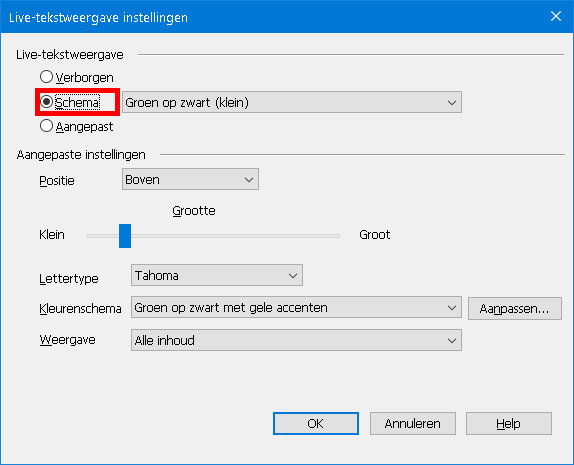 Live-tekstweergave instellingen
Live-tekstweergave
Verborgen
Schema Groen op zwart (klein)
Aangepast
Aangepaste instellingen
Positie Boven
Grootte
Klein Groot
Lettertype Tahoma
Kleurenschema Groen op zwart met gele accenten Aanpassen...
Weergave Alle inhoud
OK Annuleren Help